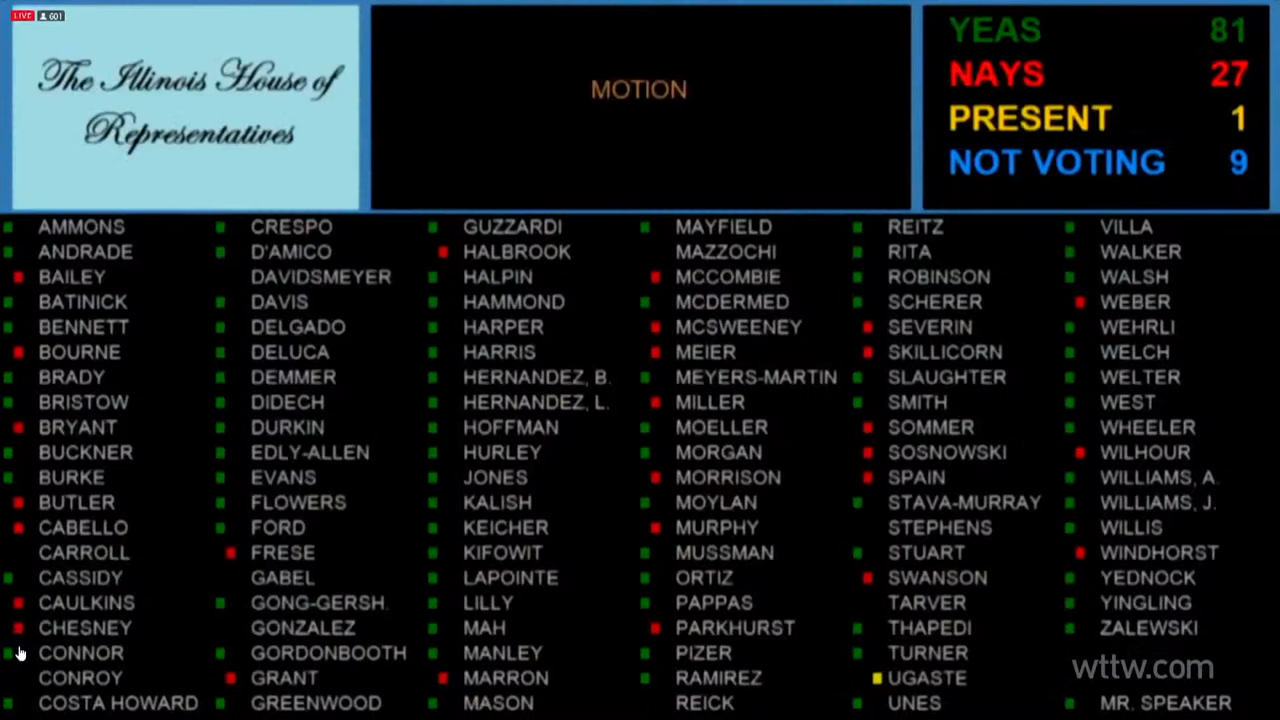 LIVE 601
The Illinois House of
Representatives
MOTION
YEAS 81
NAYS 27
PRESENT 1
NOT VOTING 9
AMMONS
ANDRADE
BAILEY
BATINICK
BENNETT
BOURNE
BRADY
BRISTOW
BRYANT
BUCKNER
BURKE
BUTLER
CABELLO
CARROLL
CASSIDY
CAULKINS
CHESNEY
CONNOR
CONROY
COSTA HOWARD
CRESPO
D'AMICO
DAVIDSMEYER
DAVIS
DELGADO
DELUCA
DEMMER
DIDECH
DURKIN
EDLY-ALLEN
EVANS
FLOWERS
FORD
FRESE
GABEL
GONG-GERSH.
GONZALEZ
GORDONBOOTH
GRANT
GREENWOOD
GUZZARDI
HALBROOK
HALPIN
HAMMOND
HARPER
HARRIS
HERNANDEZ, B.
HERNANDEZ, L.
HOFFMAN
HURLEY
JONES
KALISH
KEICHER
KIFOWIT
LAPOINTE
LILLY
MAH
MANLEY
MARRON
MASON
MAYFIELD
MAZZOCHI
MCCOMBIE
MCDERMED
MCSWEENEY
MEIER
MEYERS-MARTIN
MILLER
MOELLER
MORGAN
MORRISON
MOYLAN
MURPHY
MUSSMAN
ORTIZ
PAPPAS
PARKHURST
PIZER
RAMIREZ
REICK
REITZ
RITA
ROBINSON
SCHERER
SEVERIN
SKILLICORN
SLAUGHTER
SMITH
SOMMER
SOSNOWSKI
SPAIN
STAVA-MURRAY
STEPHENS
STUART
SWANSON
TARVER
THAPEDI
TURNER
UGASTE
UNES
VILLA
WALKER
WALSH
WEBER
WEHRLI
WELCH
WELTER
WEST
WHEELER
WILHOUR
WILLIAMS, A.
WILLIAMS, J.
WILLIS
WINDHORST
YEDNOCK
YINGLING
ZALEWSKI
MR. SPEAKER
wttw.com